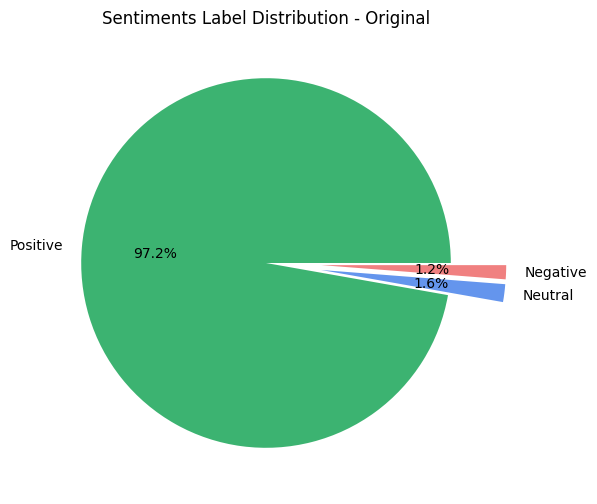 Sentiments Label Distribution - Original
Positive
97.2%
1.2%
Negative
1.6%
Neutral